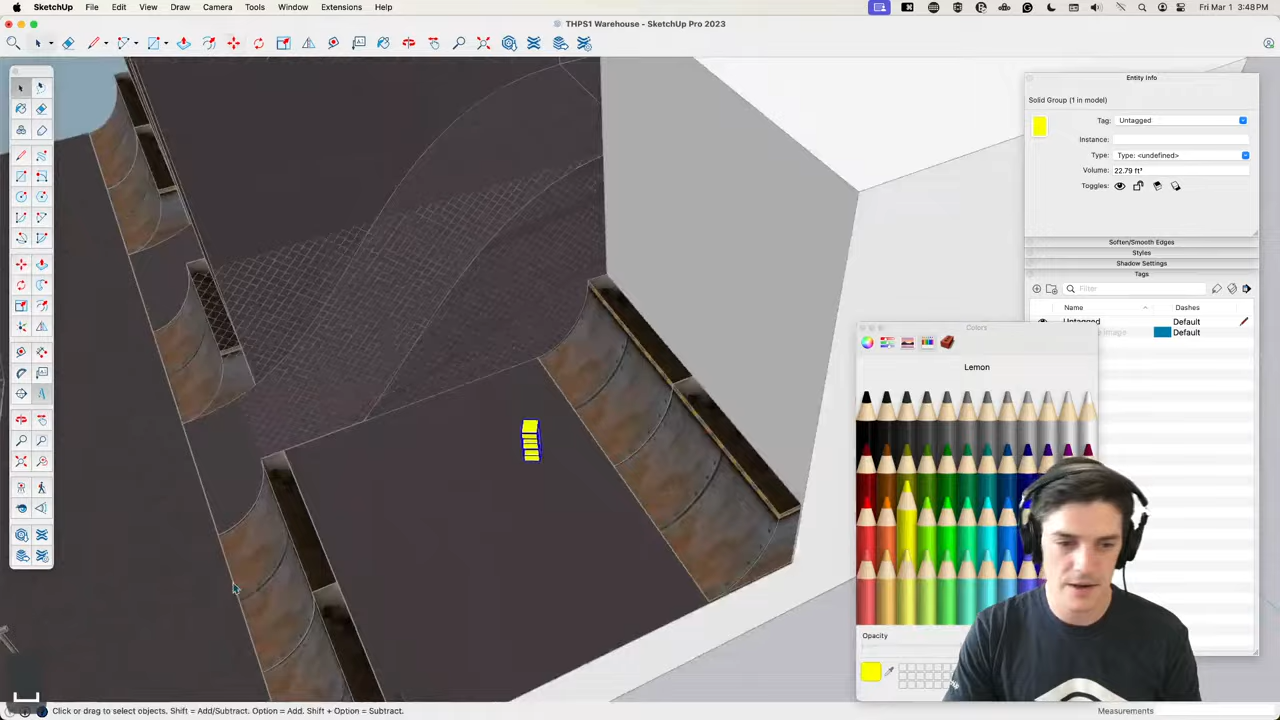 SketchUp File Edit View Draw Camera Tools Window Extensions Help Fri Mar 1 3:48 PM
THPS1 Warehouse - SketchUp Pro 2023
Entity Info
Solid Group (1 in model)
Tag: Untagged
Instance:
Type: Type: <undefined>
Volume: 22.79 ft³
Toggles:
Soften/Smooth Edges
Styles
Shadow Settings
Tags
Filter
Name Dashes
Untagged Default
Default
Colors
Lemon
Opacity
Click or drag to select objects. Shift = Add/Subtract. Option = Add. Shift + Option = Subtract. Measurements